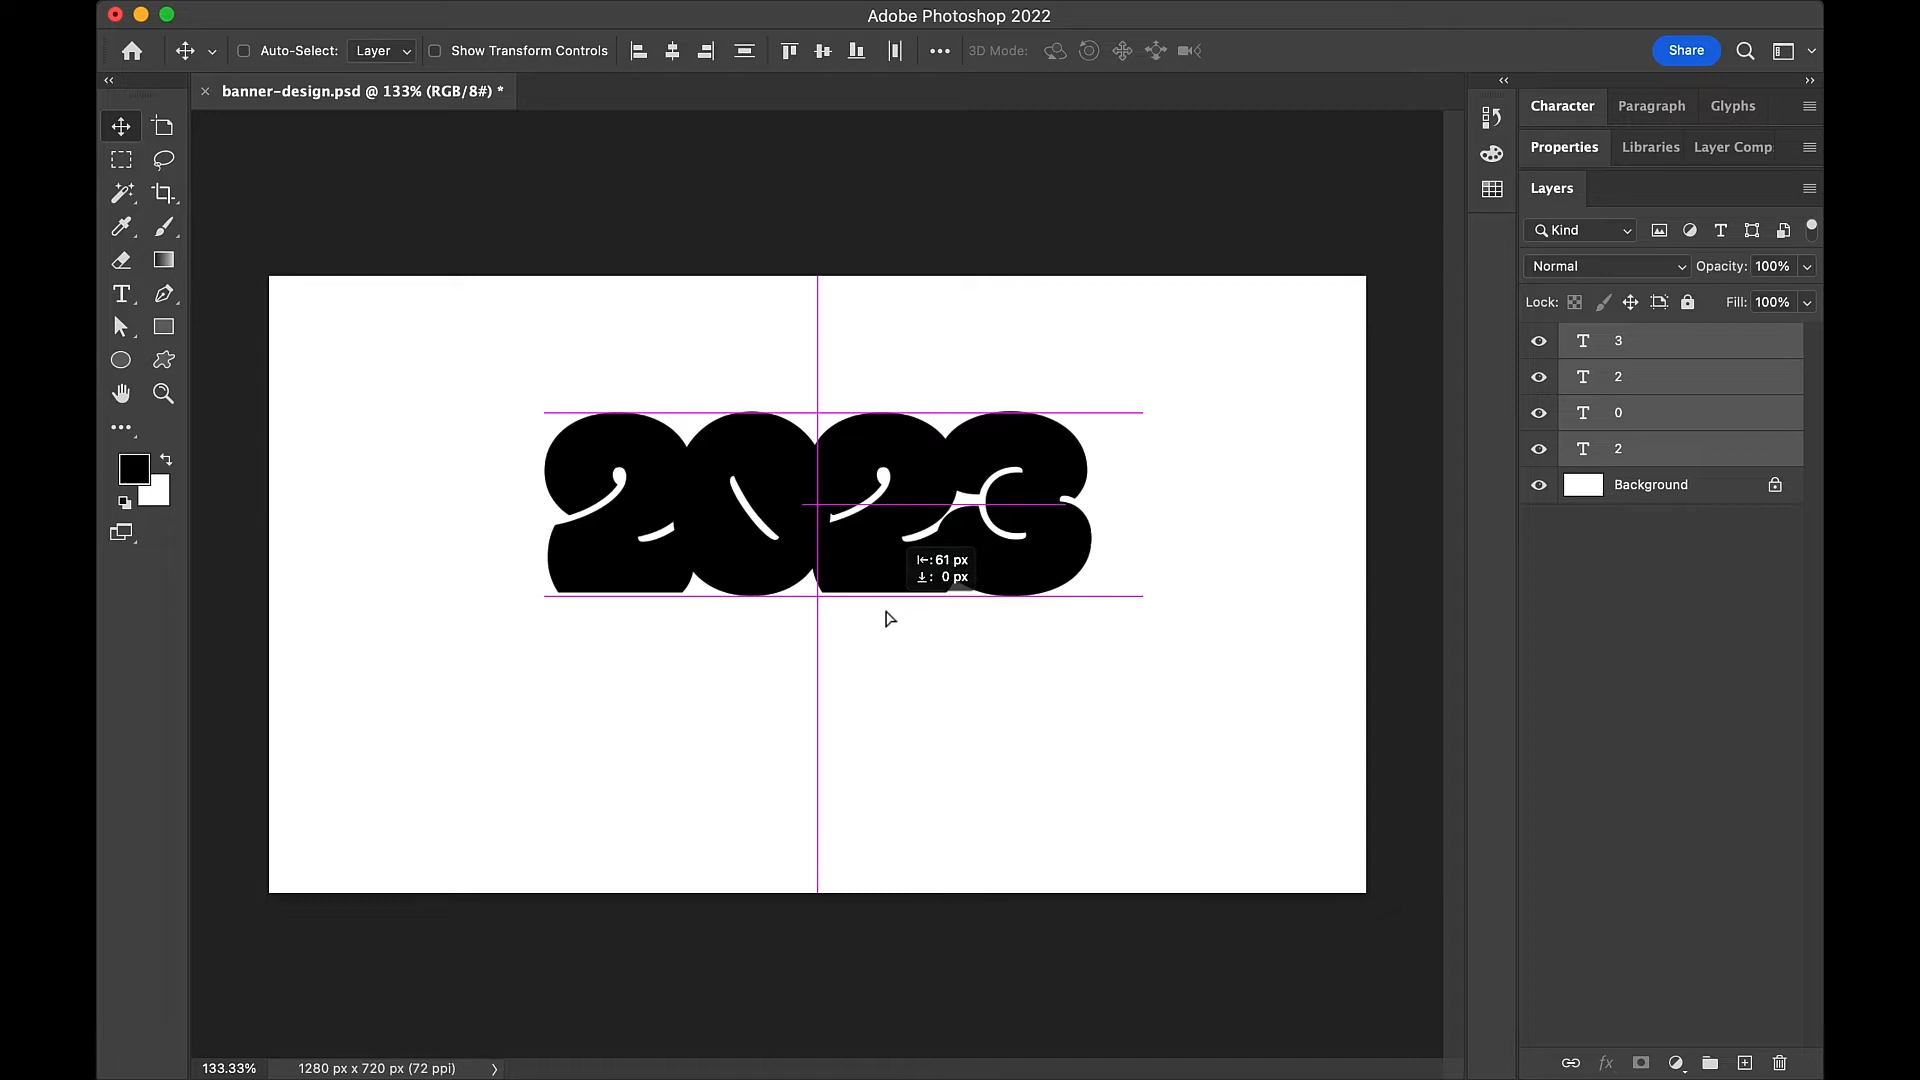 Adobe Photoshop 2022
Auto-Select: Layer Show Transform Controls 3D Mode: Share
banner-design.psd @ 133% (RGB/8#) *
Character Paragraph Glyphs
Properties Libraries Layer Comp
Layers
Kind
Normal Opacity: 100%
Lock: Fill: 100%
3
2
0
2
Background
2023
61 px
0 px
133.33% 1280 px x 720 px (72 ppi)